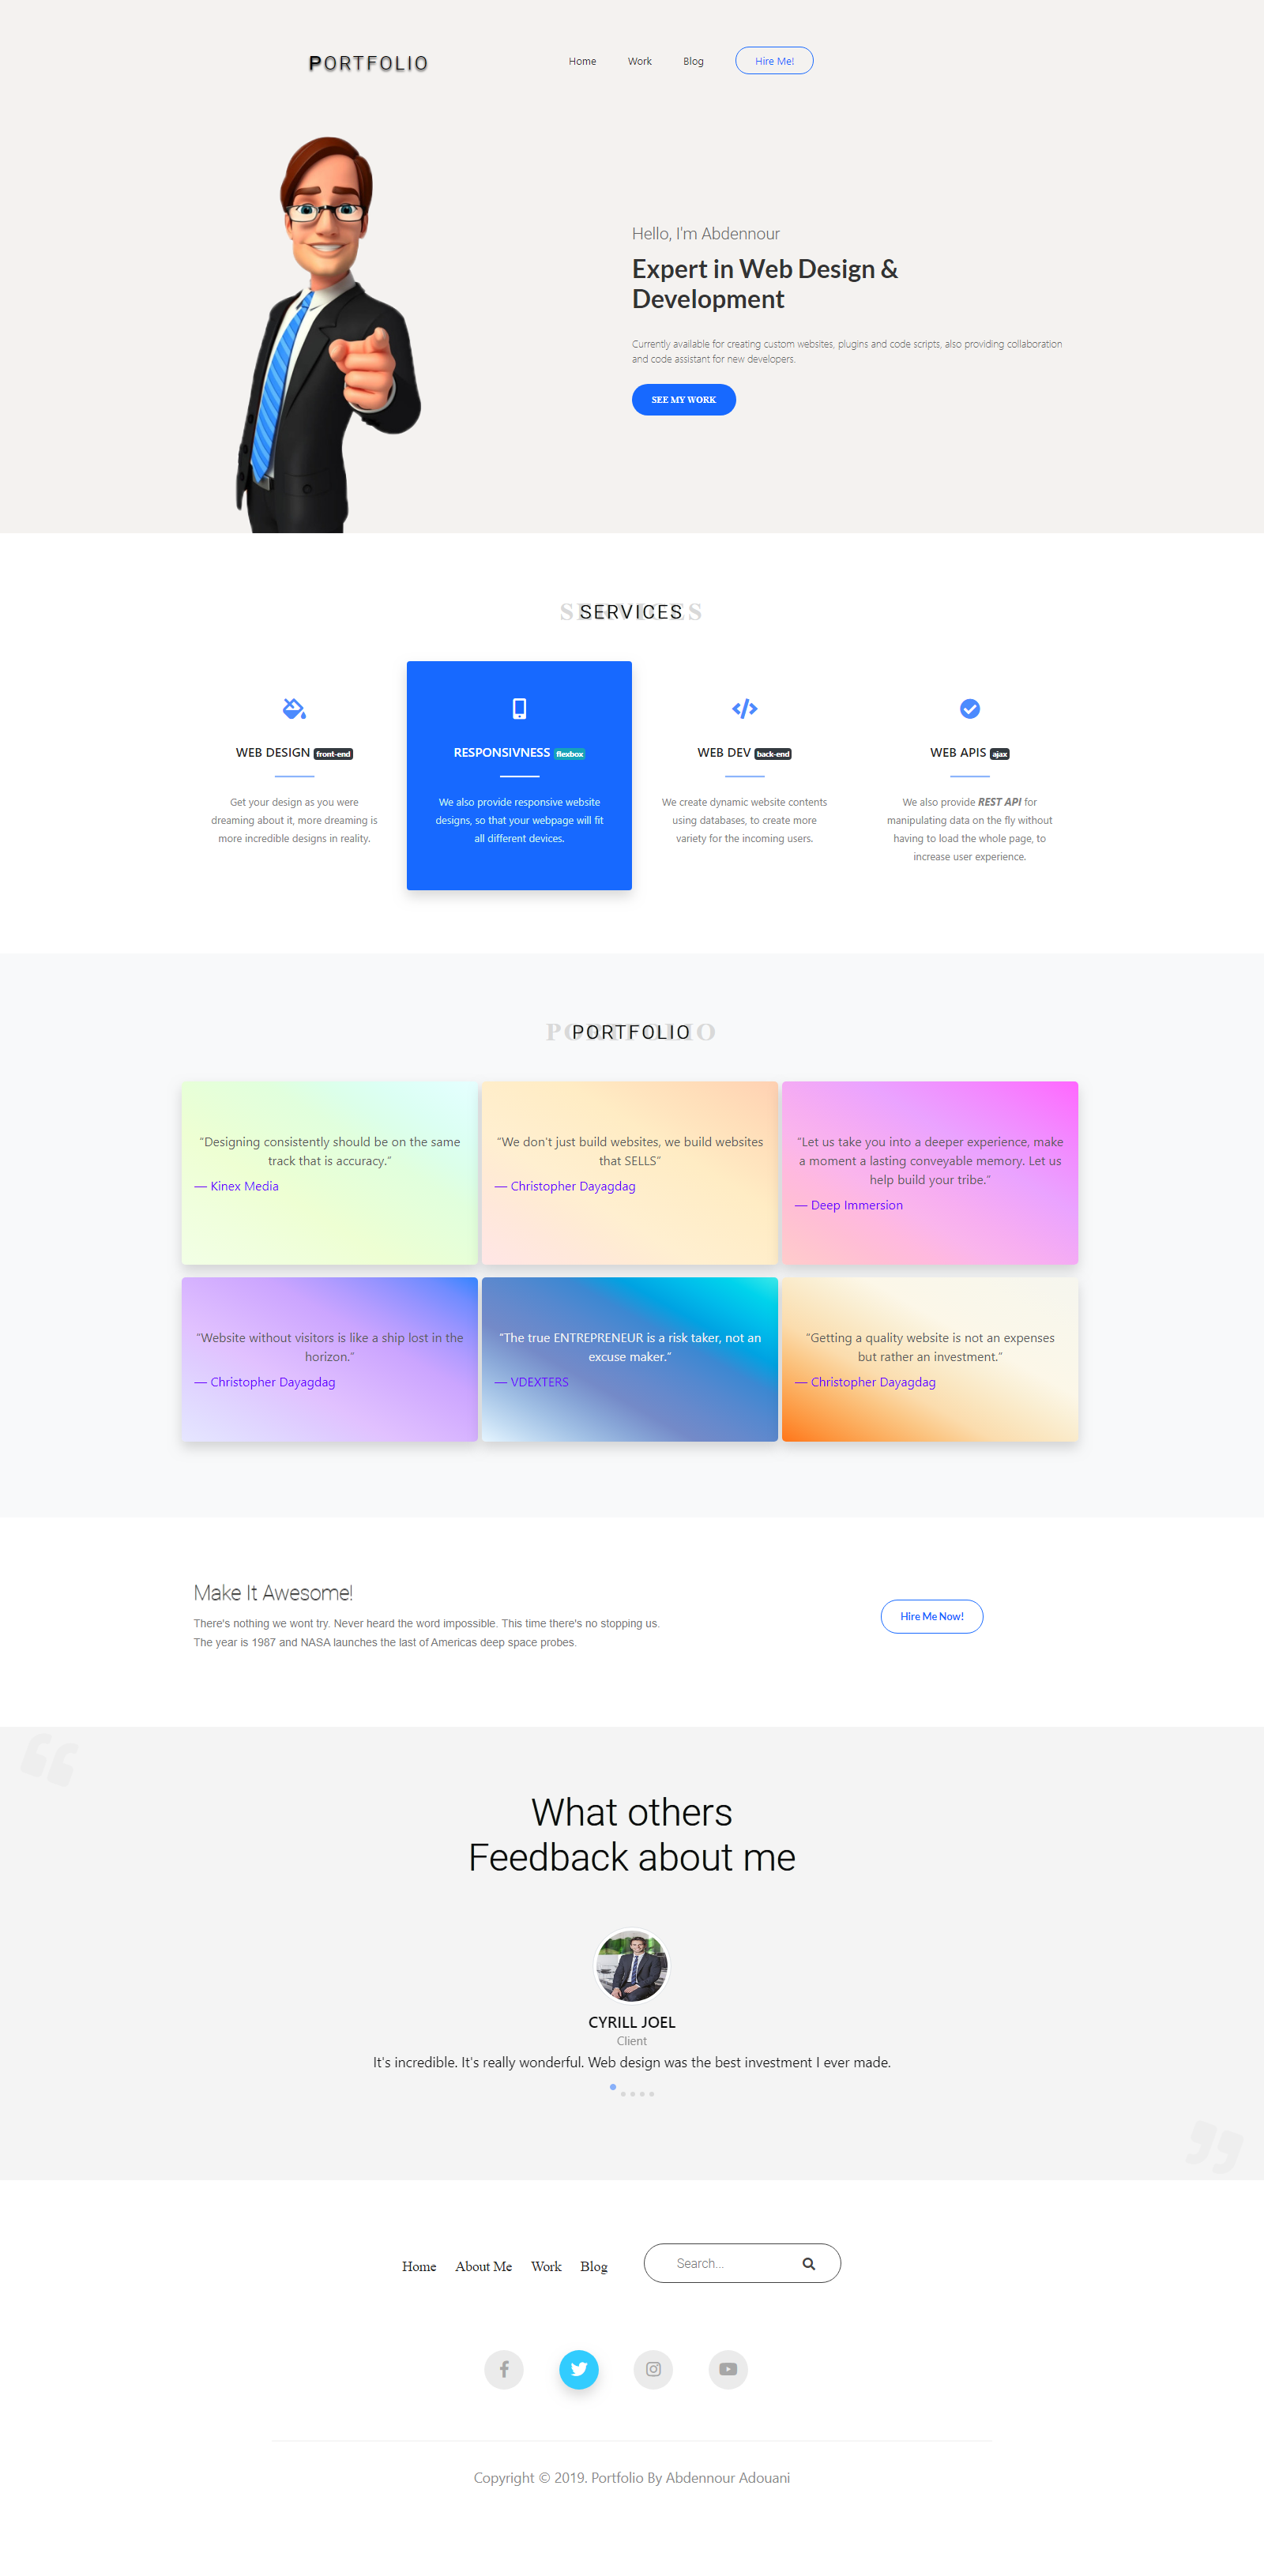 PORTFOLIO
Home Work Blog Hire Me!
Hello, I'm Abdennour
Expert in Web Design &
Development
Currently available for creating custom websites, plugins and code scripts, also providing collaboration
and code assistant for new developers.
SEE MY WORK
SERVICES
SERVICES
WEB DESIGN front-end
Get your design as you were
dreaming about it, more dreaming is
more incredible designs in reality.
RESPONSIVNESS flexbox
We also provide responsive website
designs, so that your webpage will fit
all different devices.
WEB DEV back-end
We create dynamic website contents
using databases, to create more
variety for the incoming users.
WEB APIS ajax
We also provide REST API for
manipulating data on the fly without
having to load the whole page, to
increase user experience.
PORTFOLIO
PORTFOLIO
“Designing consistently should be on the same
track that is accuracy.”
— Kinex Media
“We don't just build websites, we build websites
that SELLS”
— Christopher Dayagdag
“Let us take you into a deeper experience, make
a moment a lasting conveyable memory. Let us
help build your tribe.”
— Deep Immersion
“Website without visitors is like a ship lost in the
horizon.”
— Christopher Dayagdag
“The true ENTREPRENEUR is a risk taker, not an
excuse maker.”
— VDEXTERS
“Getting a quality website is not an expenses
but rather an investment.”
— Christopher Dayagdag
Make It Awesome!
There's nothing we wont try. Never heard the word impossible. This time there's no stopping us.
The year is 1987 and NASA launches the last of Americas deep space probes.
Hire Me Now!
What others
Feedback about me
CYRILL JOEL
Client
It's incredible. It's really wonderful. Web design was the best investment I ever made.
Home About Me Work Blog Search...
Copyright © 2019. Portfolio By Abdennour Adouani